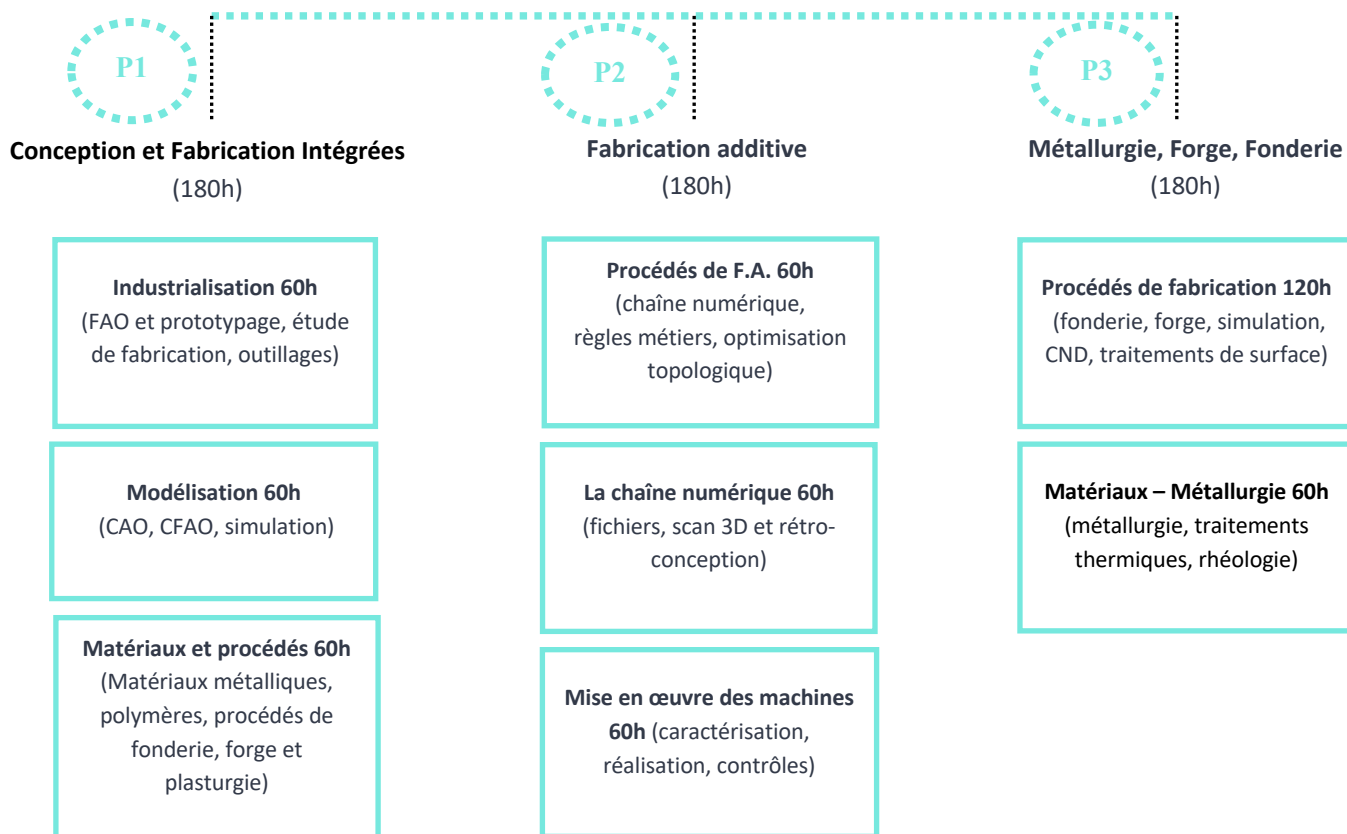 P1
Conception et Fabrication Intégrées
(180h)
Industrialisation 60h
(FAO et prototypage, étude
de fabrication, outillages)
Modélisation 60h
(CAO, CFAO, simulation)
Matériaux et procédés 60h
(Matériaux métalliques,
polymères, procédés de
fonderie, forge et
plasturgie)
P2
Fabrication additive
(180h)
Procédés de F.A. 60h
(chaîne numérique,
règles métiers, optimisation
topologique)
La chaîne numérique 60h
(fichiers, scan 3D et rétro-
conception)
Mise en œuvre des machines
60h (caractérisation,
réalisation, contrôles)
P3
Métallurgie, Forge, Fonderie
(180h)
Procédés de fabrication 120h
(fonderie, forge, simulation,
CND, traitements de surface)
Matériaux – Métallurgie 60h
(métallurgie, traitements
thermiques, rhéologie)